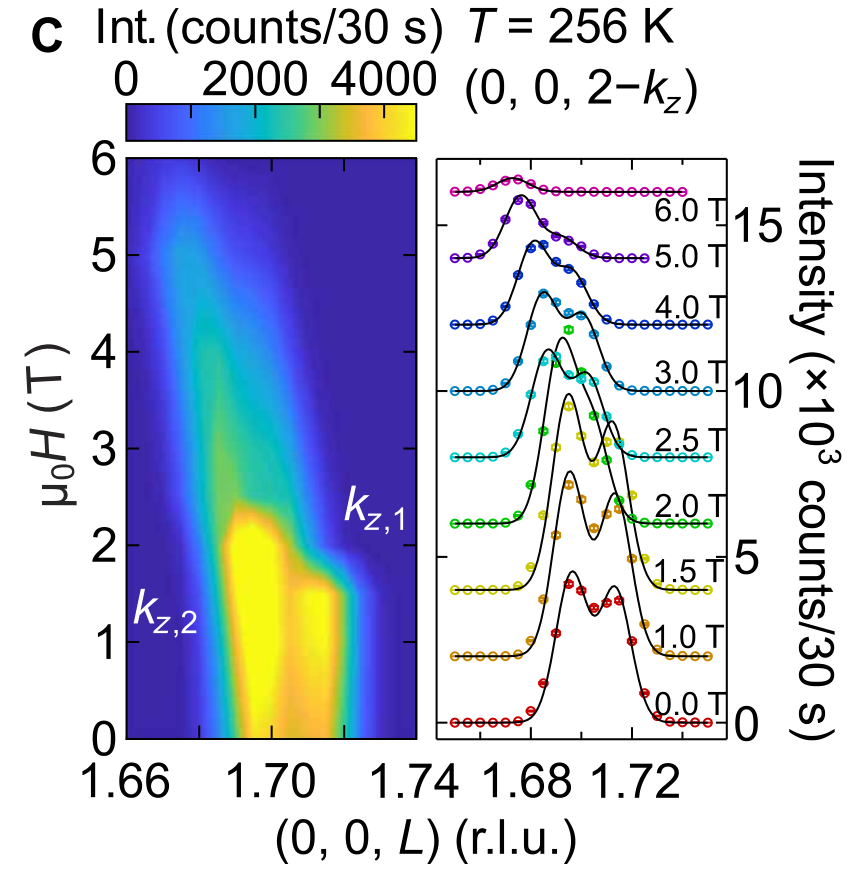 C Int. (counts/30 s) T = 256 K
0 2000 4000 (0, 0, 2−kz)
6
5
4
3
2
1
0
μ0H (T)
kz,1
kz,2
1.66 1.70 1.74
6.0 T
5.0 T
4.0 T
3.0 T
2.5 T
2.0 T
1.5 T
1.0 T
0.0 T
15
10
5
0
Intensity (×10³ counts/30 s)
1.68 1.72
(0, 0, L) (r.l.u.)